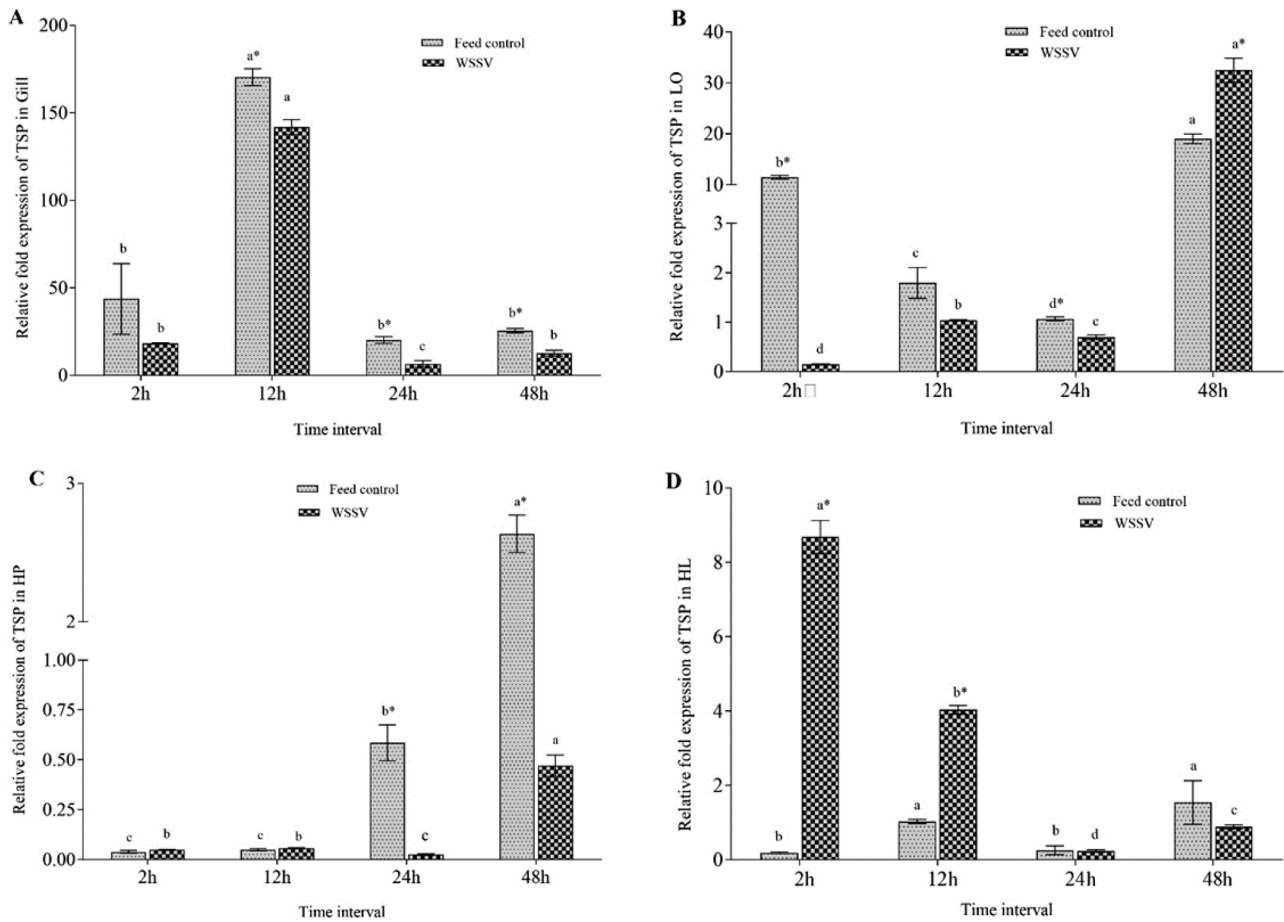 A
Relative fold expression of TSP in Gill
200
150
100
50
0
Feed control
WSSV
b
b
a*
a
b*
c
b*
b
2h
12h
24h
48h
Time interval
B
Relative fold expression of TSP in LO
40
30
20
10
3
2
1
0
Feed control
WSSV
b*
d
c
b
d*
c
a
a*
2h
12h
24h
48h
Time interval
C
Relative fold expression of TSP in HP
3
2
1.00
0.75
0.50
0.25
0.00
Feed control
WSSV
c
b
c
b
b*
c
a*
a
2h
12h
24h
48h
Time interval
D
Relative fold expression of TSP in HL
10
8
6
4
2
0
Feed control
WSSV
b
a*
a
b*
b
d
a
c
2h
12h
24h
48h
Time interval